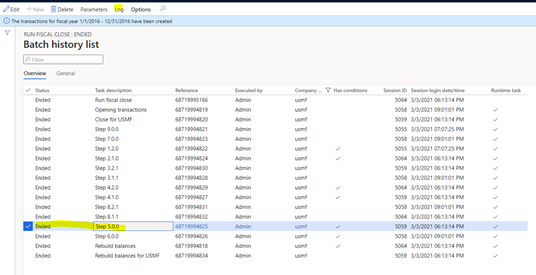 Edit + New Delete Parameters Log Options
The transactions for fiscal year 1/1/2016 - 12/31/2016 have been created
RUN FISCAL CLOSE : ENDED
Batch history list
Filter
Overview General
Status Task description Reference Executed by Company ... Has conditions Session ID Session login date/time Runtime task
Ended Run fiscal close 68719995166 Admin usmf 5064 3/3/2021 06:13:14 PM
Ended Opening transactions 68719994819 Admin usmf 5058 3/3/2021 09:01:01 PM
Ended Close for USMF 68719994820 Admin usmf 5059 3/3/2021 06:13:14 PM
Ended Step 9.0.0 68719994821 Admin usmf 5055 3/3/2021 07:07:25 PM
Ended Step 7.0.0 68719994823 Admin usmf 5058 3/3/2021 09:01:01 PM
Ended Step 1.2.0 68719994822 Admin usmf 5055 3/3/2021 07:07:25 PM
Ended Step 2.1.0 68719994824 Admin usmf 5064 3/3/2021 06:13:14 PM
Ended Step 3.2.1 68719994830 Admin usmf 5059 3/3/2021 06:13:14 PM
Ended Step 3.1.1 68719994828 Admin usmf 5058 3/3/2021 09:01:01 PM
Ended Step 4.2.0 68719994829 Admin usmf 5064 3/3/2021 06:13:14 PM
Ended Step 4.1.0 68719994827 Admin usmf 5059 3/3/2021 06:13:14 PM
Ended Step 8.2.1 68719994831 Admin usmf 5058 3/3/2021 09:01:01 PM
Ended Step 8.1.1 68719994832 Admin usmf 5064 3/3/2021 06:13:14 PM
Ended Step 5.0.0 68719994825 Admin usmf 5059 3/3/2021 06:13:14 PM
Ended Step 6.0.0 68719994826 Admin usmf 5058 3/3/2021 09:01:01 PM
Ended Rebuild balances 68719994818 Admin usmf 5064 3/3/2021 06:13:14 PM
Ended Rebuild balances for USMF 68719994834 Admin usmf 5059 3/3/2021 06:13:14 PM